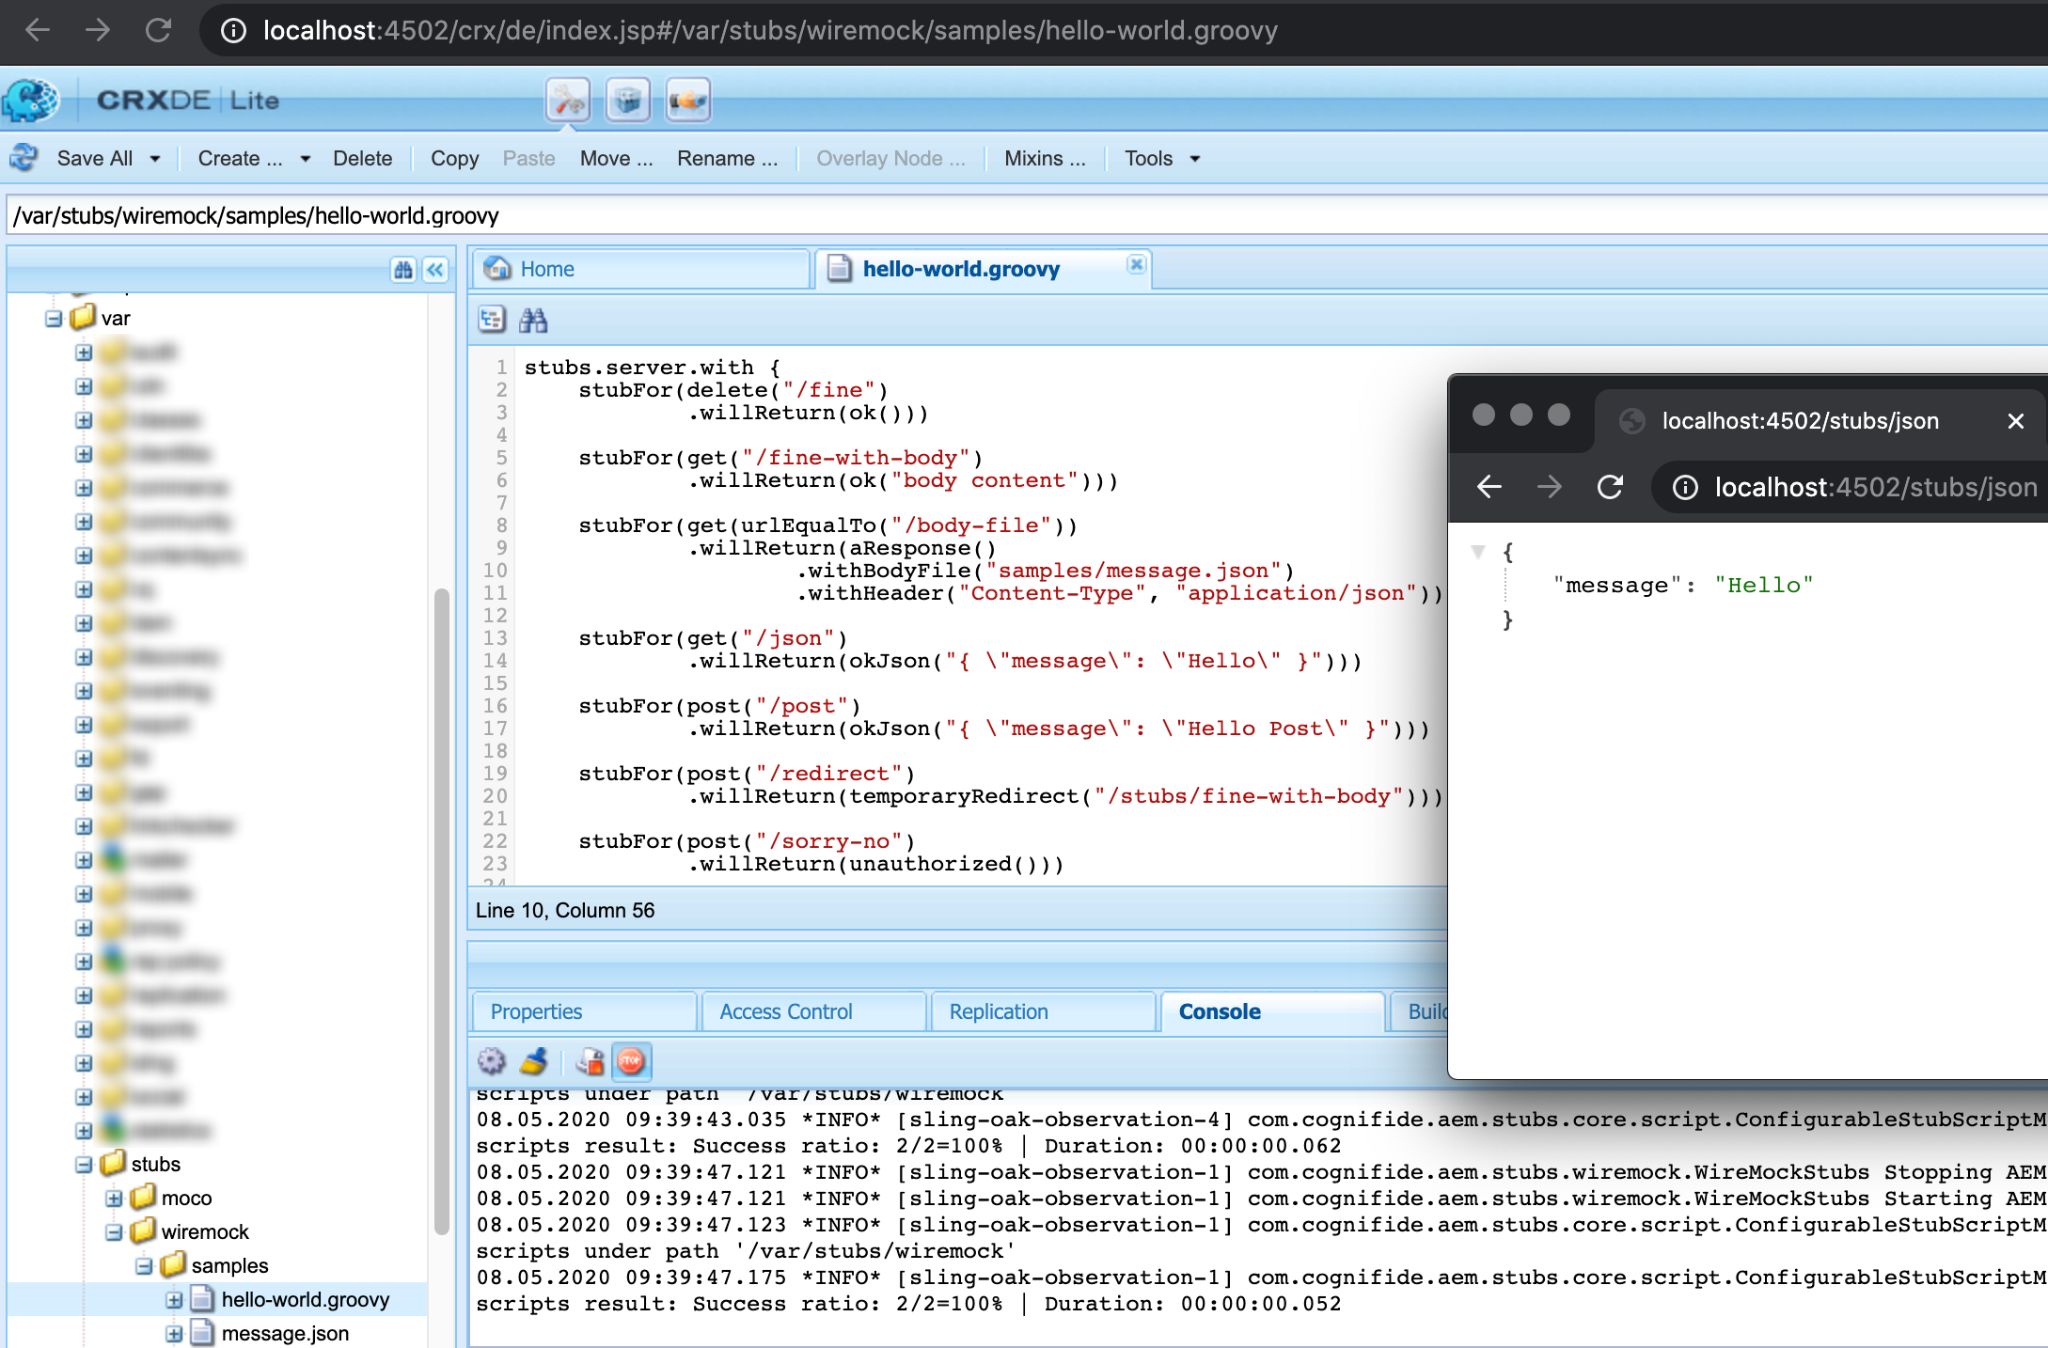 localhost:4502/crx/de/index.jsp#/var/stubs/wiremock/samples/hello-world.groovy
CRXDE | Lite
Save All Create ... Delete Copy Paste Move ... Rename ... Overlay Node ... Mixins ... Tools
/var/stubs/wiremock/samples/hello-world.groovy
var
stubs
moco
wiremock
samples
hello-world.groovy
message.json
Home
hello-world.groovy
1 stubs.server.with {
2 stubFor(delete("/fine")
3 .willReturn(ok()))
4
5 stubFor(get("/fine-with-body")
6 .willReturn(ok("body content")))
7
8 stubFor(get(urlEqualTo("/body-file"))
9 .willReturn(aResponse()
10 .withBodyFile("samples/message.json")
11 .withHeader("Content-Type", "application/json"))
12
13 stubFor(get("/json")
14 .willReturn(okJson("{ \"message\": \"Hello\" }")))
15
16 stubFor(post("/post")
17 .willReturn(okJson("{ \"message\": \"Hello Post\" }")))
18
19 stubFor(post("/redirect")
20 .willReturn(temporaryRedirect("/stubs/fine-with-body")))
21
22 stubFor(post("/sorry-no")
23 .willReturn(unauthorized()))
24
Line 10, Column 56
Properties Access Control Replication Console
STOP
scripts under path '/var/stubs/wiremock
08.05.2020 09:39:43.035 *INFO* [sling-oak-observation-4] com.cognifide.aem.stubs.core.script.ConfigurableStubScriptM
scripts result: Success ratio: 2/2=100% | Duration: 00:00:00.062
08.05.2020 09:39:47.121 *INFO* [sling-oak-observation-1] com.cognifide.aem.stubs.wiremock.WireMockStubs Stopping AEM
08.05.2020 09:39:47.121 *INFO* [sling-oak-observation-1] com.cognifide.aem.stubs.wiremock.WireMockStubs Starting AEM
08.05.2020 09:39:47.123 *INFO* [sling-oak-observation-1] com.cognifide.aem.stubs.core.script.ConfigurableStubScriptM
scripts under path '/var/stubs/wiremock'
08.05.2020 09:39:47.175 *INFO* [sling-oak-observation-1] com.cognifide.aem.stubs.core.script.ConfigurableStubScriptM
scripts result: Success ratio: 2/2=100% | Duration: 00:00:00.052
localhost:4502/stubs/json
localhost:4502/stubs/json
{
"message": "Hello"
}